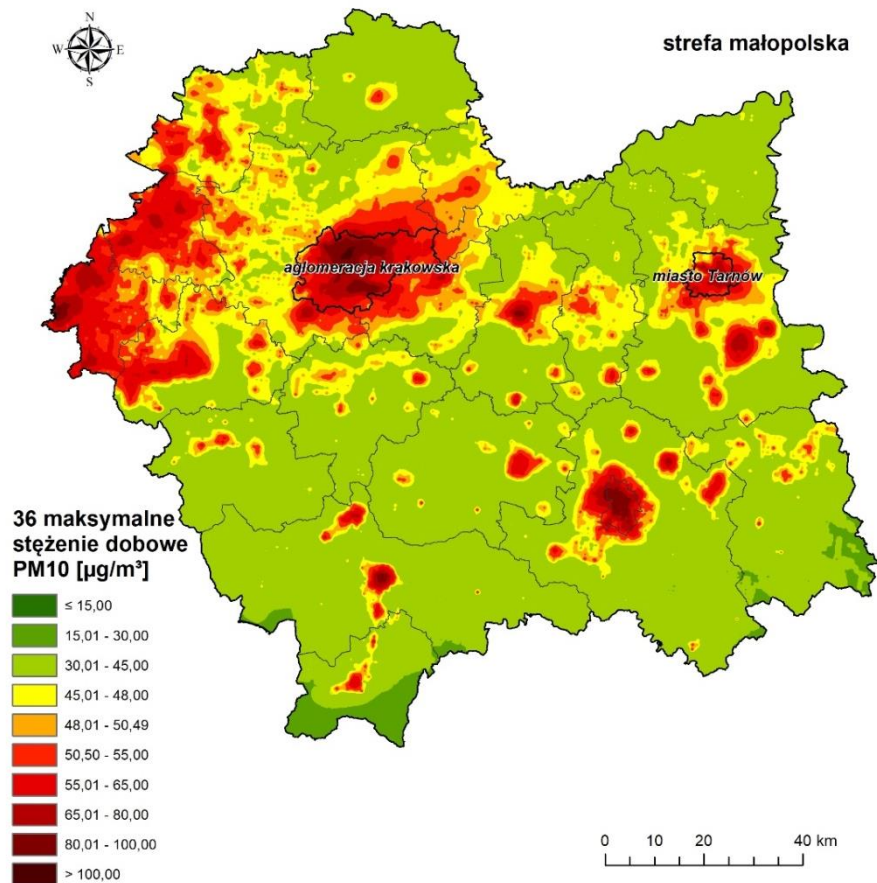 N
W E
S
strefa małopolska
aglomeracja krakowska
miasto Tarnów
36 maksymalne
stężenie dobowe
PM10 [µg/m³]
≤ 15,00
15,01 - 30,00
30,01 - 45,00
45,01 - 48,00
48,01 - 50,49
50,50 - 55,00
55,01 - 65,00
65,01 - 80,00
80,01 - 100,00
> 100,00
0 10 20 40 km